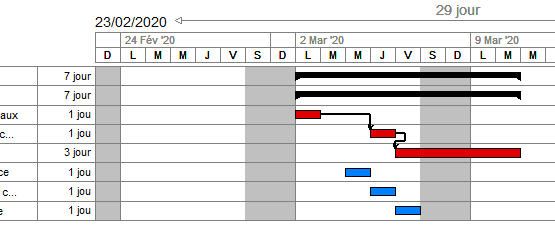 29 jour
23/02/2020
24 Fév '20 2 Mar '20 9 Mar '20
D L M M J V S D L M M J V S D L M M
7 jour
7 jour
aux 1 jou
c... 1 jou
3 jour
ce 1 jou
c... 1 jou
e 1 jou